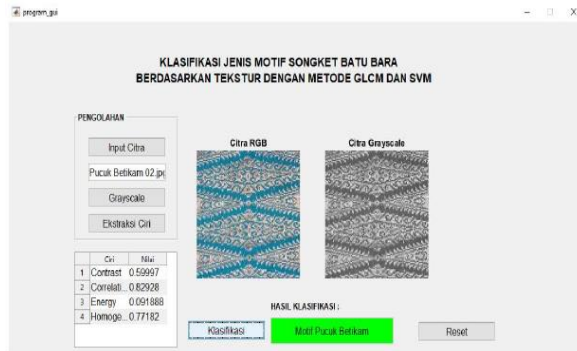 program_gui
KLASIFIKASI JENIS MOTIF SONGKET BATU BARA
BERDASARKAN TEKSTUR DENGAN METODE GLCM DAN SVM
PENGOLAHAN
Input Citra
Pucuk Betikam 02.jpg
Grayscale
Ekstraksi Ciri
Citra RGB
Citra Grayscale
Ciri Nilai
1 Contrast 0.59997
2 Correlati... 0.82928
3 Energy 0.091888
4 Homoge... 0.77182
HASIL KLASIFIKASI :
Klasifikasi
Motif Pucuk Betikam
Reset